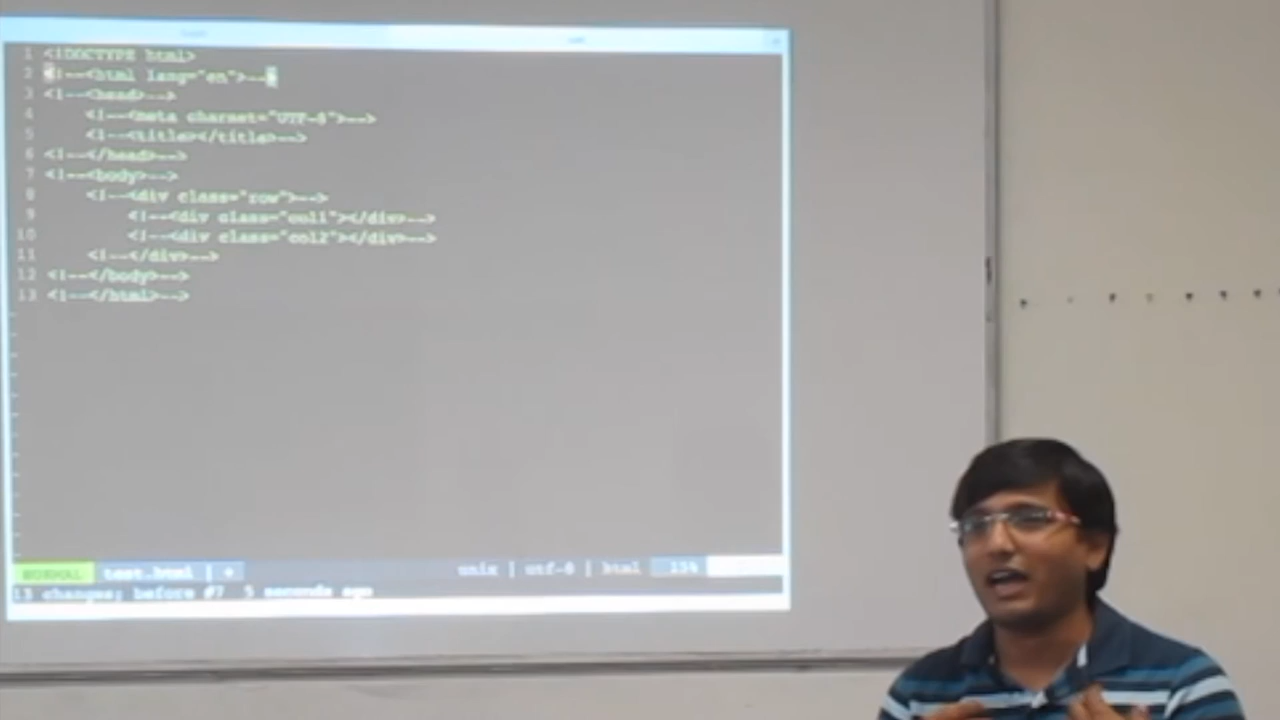 1 <!DOCTYPE html>
2 <!--<html lang="en">-->
3 <!--<head>-->
4 <!--<meta charset="UTF-8">-->
5 <!--<title></title>-->
6 <!--</head>-->
7 <!--<body>-->
8 <!--<div class="row">-->
9 <!--<div class="col1"></div>-->
10 <!--<div class="col2"></div>-->
11 <!--</div>-->
12 <!--</body>-->
13 <!--</html>-->
NORMAL test.html | + unix | utf-8 | html 15%
13 changes; before #7 5 seconds ago